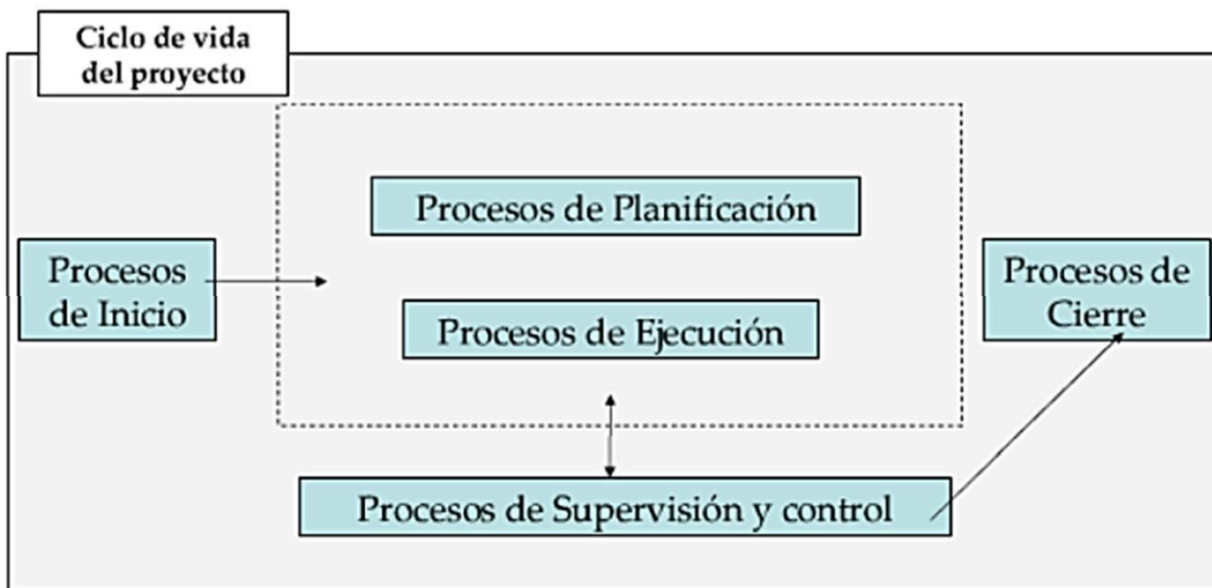 Ciclo de vida
del proyecto
Procesos de Planificación
Procesos
de Inicio
Procesos de Ejecución
Procesos de
Cierre
Procesos de Supervisión y control